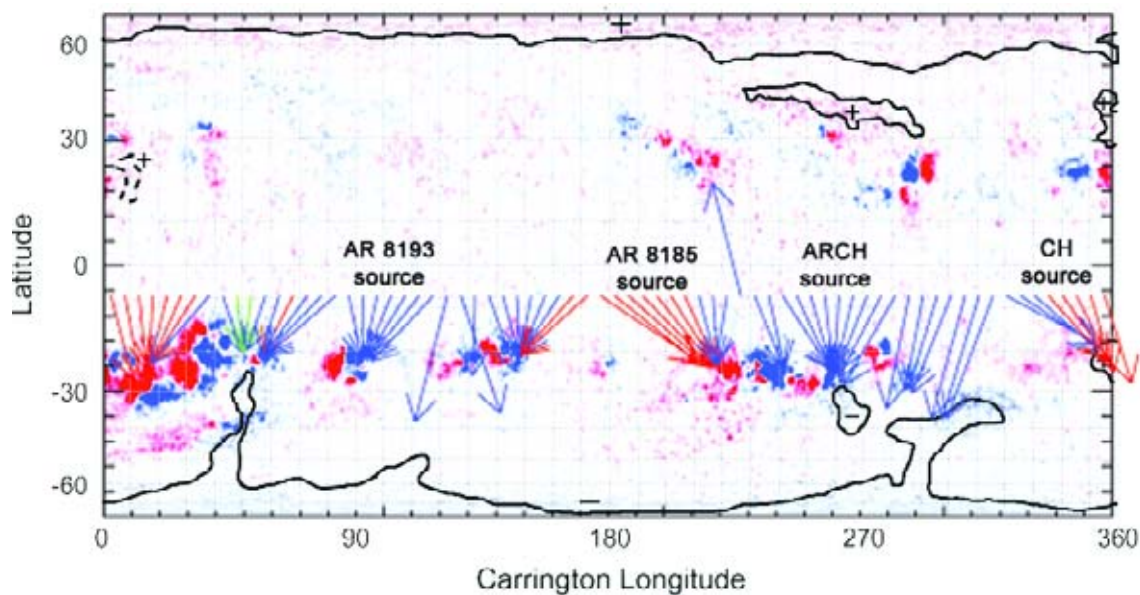 60
30
0
-30
-60
Latitude
+
+
+
+
AR 8193
source
AR 8185
source
ARCH
source
CH
source
−
−
0
90
180
270
360
Carrington Longitude